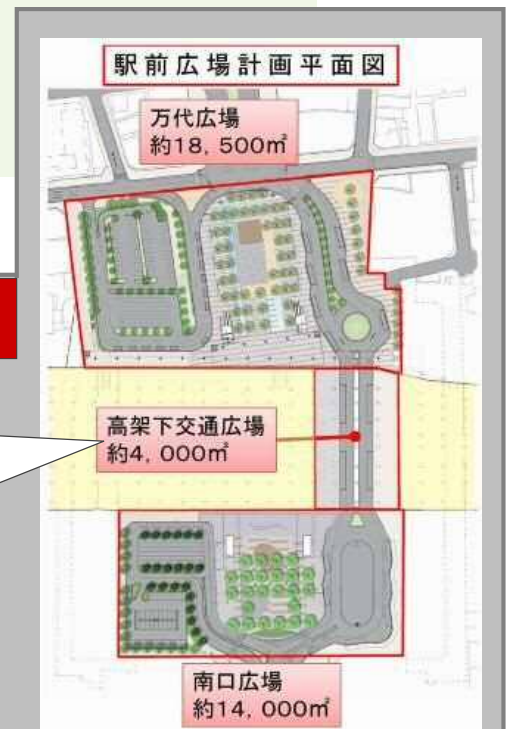 駅前広場計画平面図
万代広場
約18,500㎡
高架下交通広場
約4,000㎡
南口広場
約14,000㎡